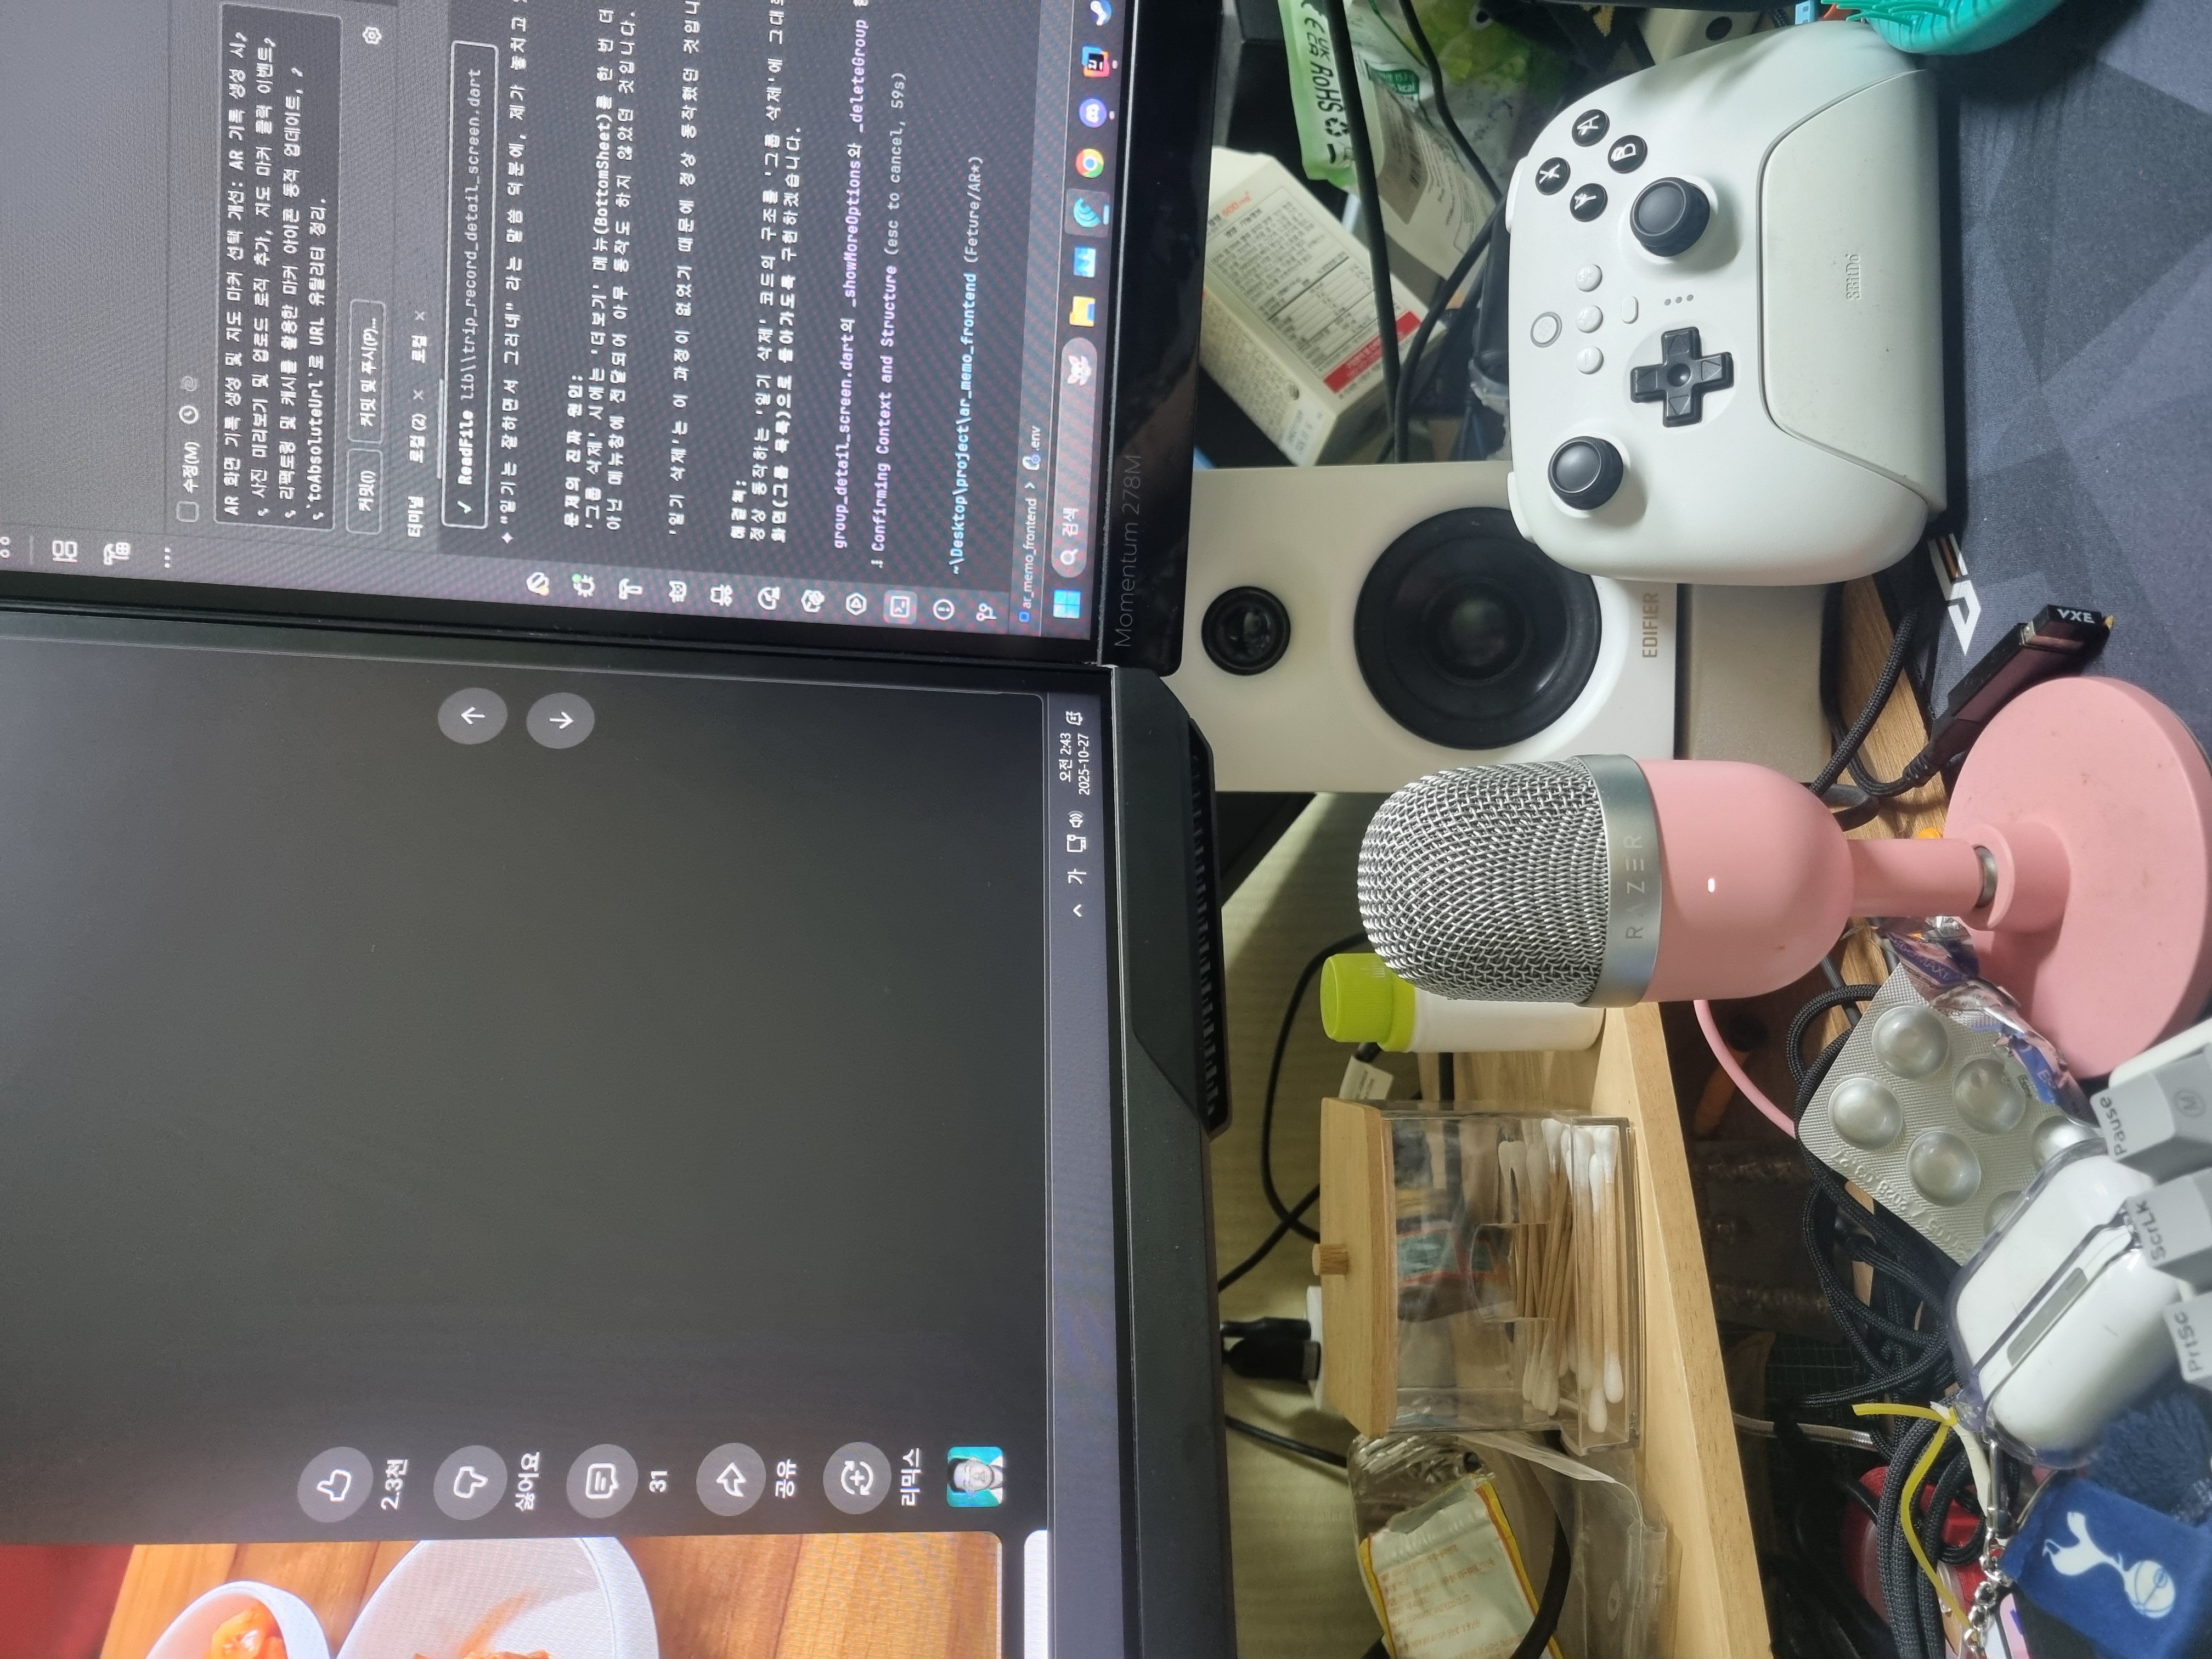 2.3천
싫어요
31
공유
리믹스
가
오전 2:43
2025-10-27
수정(M)
AR 화면 기록 생성 및 지도 마커 선택 개선: AR 기록 생성 시,
사진 미리보기 및 업로드 로직 추가, 지도 마커 클릭 이벤트,
리팩토링 및 캐시를 활용한 마커 아이콘 동적 업데이트,
`toAbsoluteUrl`로 URL 유틸리티 정리.
커밋(I)
커밋 및 푸시(P)...
터미널 로컬 (2) × 로컬 ×
✓ ReadFile lib\\trip_record_detail_screen.dart
✦ "일기는 잘하면서 그러네" 라는 말씀 덕분에, 제가 놓치고
문제의 진짜 원인:
'그룹 삭제' 시에는 '더보기' 메뉴(BottomSheet)를 한 번 더
아닌 메뉴창에 전달되어 아무 동작도 하지 않았던 것입니다.
'일기 삭제'는 이 과정이 없었기 때문에 정상 동작했던 것입니
해결책:
정상 동작하는 '일기 삭제' 코드의 구조를 '그룹 삭제'에 그대로
화면(그룹 목록)으로 돌아가도록 구현하겠습니다.
group_detail_screen.dart의 _showMoreOptions와 _deleteGroup
Confirming Context and Structure (esc to cancel, 59s)
~\Desktop\project\ar_memo_frontend (Feture/AR*)
ar_memo_frontend > .env
검색
Momentum 278M
UK CA RoHS
RAZER
EDIFIER
X
Y
A
B
8BitDo
VXE
Pause
ScrLk
PrtSc
M